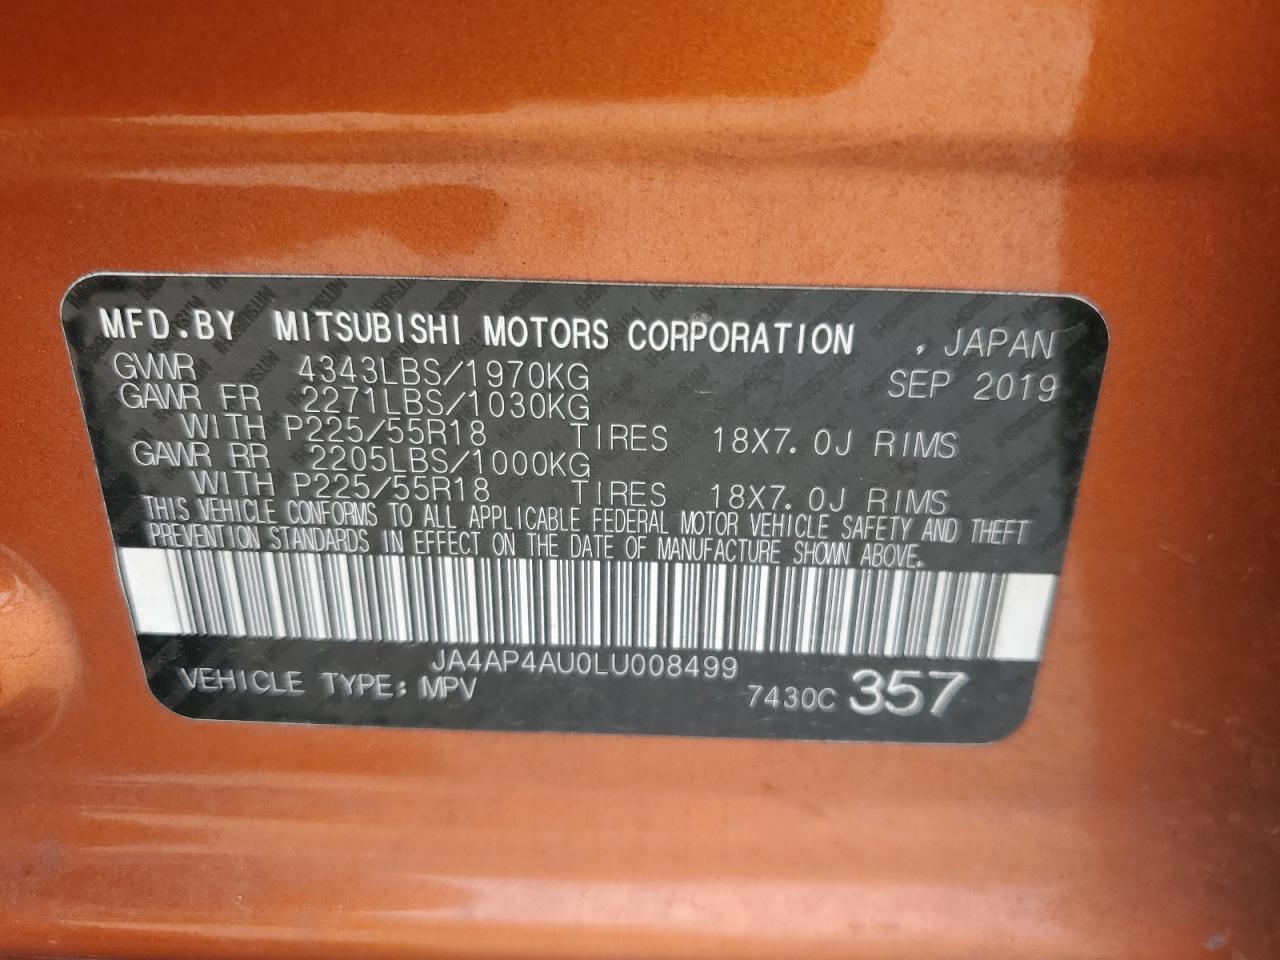 MFD.BY MITSUBISHI MOTORS CORPORATION , JAPAN
GVWR 4343LBS/1970KG SEP 2019
GAWR FR 2271LBS/1030KG
WITH P225/55R18 TIRES 18X7.0J RIMS
GAWR RR 2205LBS/1000KG
WITH P225/55R18 TIRES 18X7.0J RIMS
THIS VEHICLE CONFORMS TO ALL APPLICABLE FEDERAL MOTOR VEHICLE SAFETY AND THEFT
PREVENTION STANDARDS IN EFFECT ON THE DATE OF MANUFACTURE SHOWN ABOVE.
JA4AP4AU0LU008499
VEHICLE TYPE: MPV 7430C 357